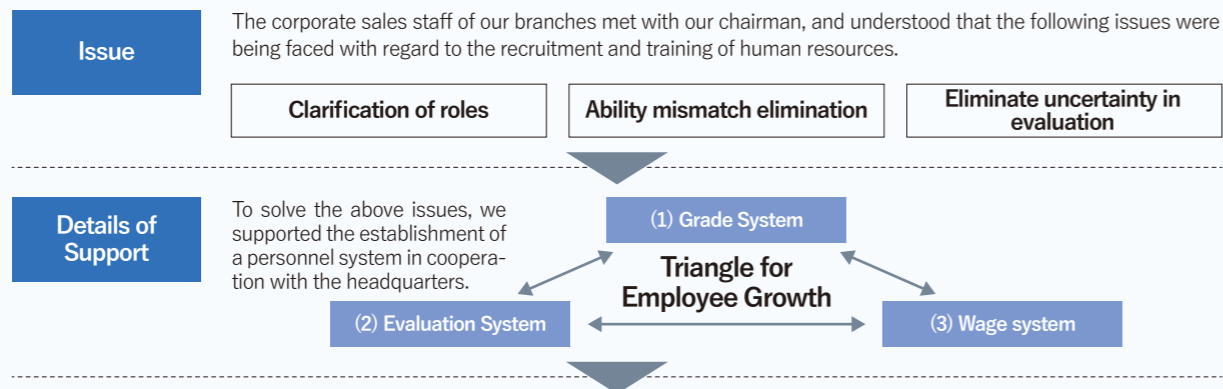 Issue
The corporate sales staff of our branches met with our chairman, and understood that the following issues were
being faced with regard to the recruitment and training of human resources.
Clarification of roles
Ability mismatch elimination
Eliminate uncertainty in
evaluation
Details of
Support
To solve the above issues, we
supported the establishment of
a personnel system in coopera-
tion with the headquarters.
(1) Grade System
Triangle for
Employee Growth
(2) Evaluation System
(3) Wage system